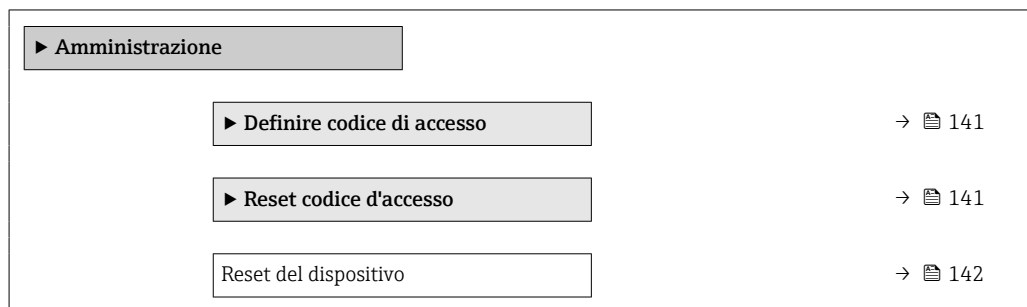 ▶ Amministrazione
▶ Definire codice di accesso → 🖺 141
▶ Reset codice d'accesso → 🖺 141
Reset del dispositivo → 🖺 142